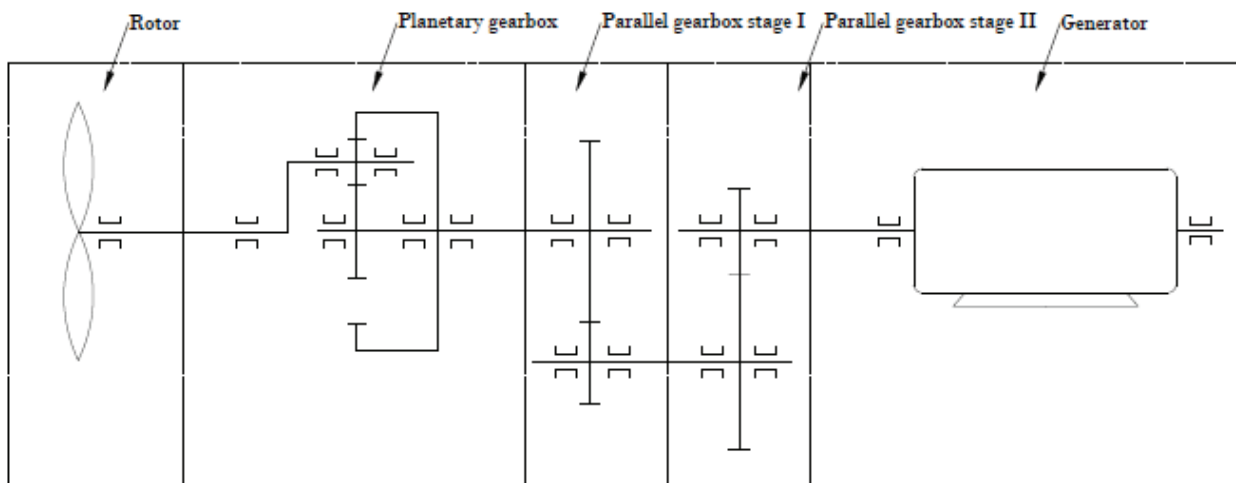 Rotor
Planetary gearbox
Parallel gearbox stage I
Parallel gearbox stage II
Generator